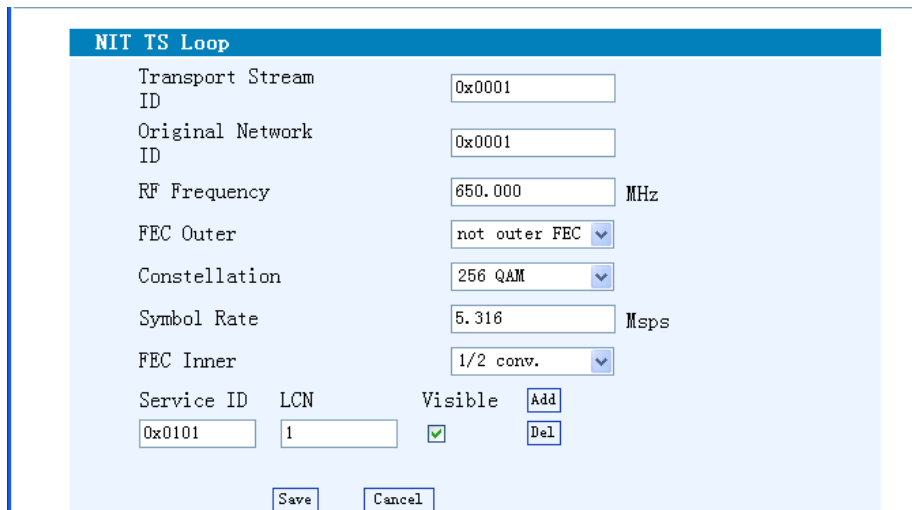 NIT TS Loop
Transport Stream
ID
0x0001
Original Network
ID
0x0001
RF Frequency 650.000 MHz
FEC Outer not outer FEC
Constellation 256 QAM
Symbol Rate 5.316 Msps
FEC Inner 1/2 conv.
Service ID LCN Visible Add
0x0101 1 Del
Save Cancel